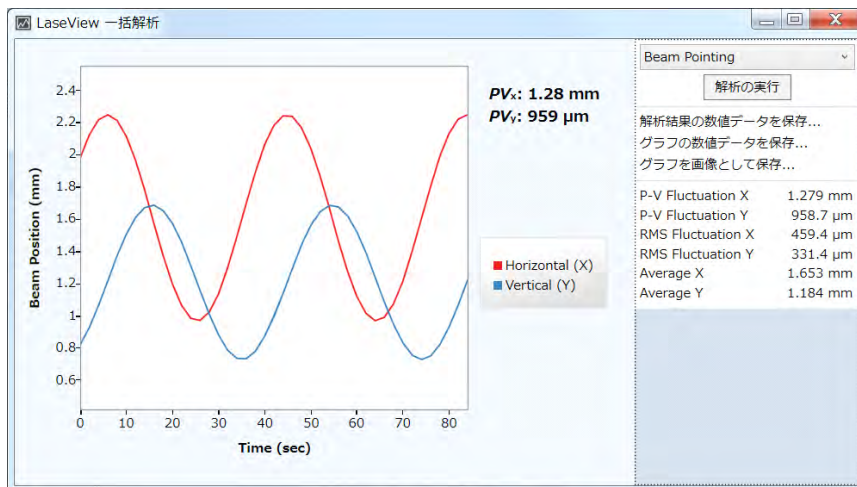 LaseView 一括解析
PVx: 1.28 mm
PVy: 959 μm
2.4
2.2
2
1.8
1.6
1.4
1.2
1
0.8
0.6
Beam Position (mm)
0 10 20 30 40 50 60 70 80
Time (sec)
Horizontal (X)
Vertical (Y)
Beam Pointing
解析の実行
解析結果の数値データを保存...
グラフの数値データを保存...
グラフを画像として保存...
P-V Fluctuation X 1.279 mm
P-V Fluctuation Y 958.7 μm
RMS Fluctuation X 459.4 μm
RMS Fluctuation Y 331.4 μm
Average X 1.653 mm
Average Y 1.184 mm